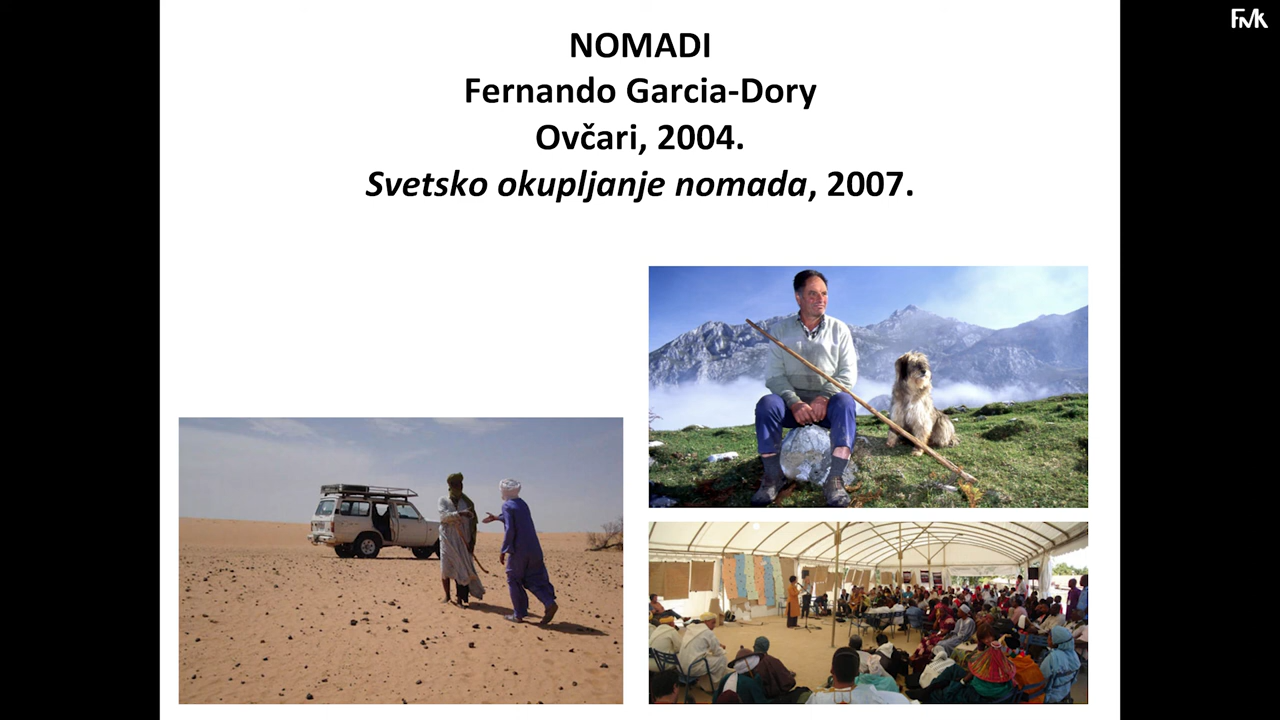 FMK
NOMADI
Fernando Garcia-Dory
Ovčari, 2004.
Svetsko okupljanje nomada, 2007.